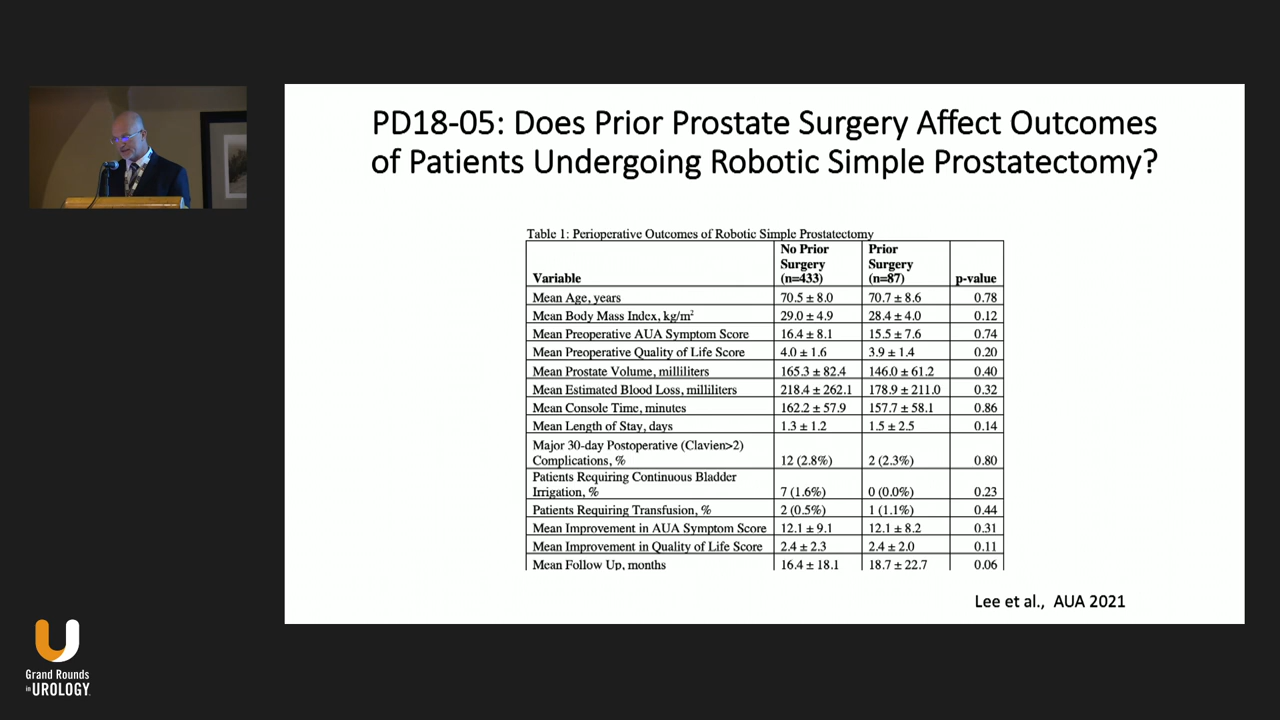 PD18-05: Does Prior Prostate Surgery Affect Outcomes
of Patients Undergoing Robotic Simple Prostatectomy?
Table 1: Perioperative Outcomes of Robotic Simple Prostatectomy
Variable No Prior Surgery (n=433) Prior Surgery (n=87) p-value
Mean Age, years 70.5 ± 8.0 70.7 ± 8.6 0.78
Mean Body Mass Index, kg/m² 29.0 ± 4.9 28.4 ± 4.0 0.12
Mean Preoperative AUA Symptom Score 16.4 ± 8.1 15.5 ± 7.6 0.74
Mean Preoperative Quality of Life Score 4.0 ± 1.6 3.9 ± 1.4 0.20
Mean Prostate Volume, milliliters 165.3 ± 82.4 146.0 ± 61.2 0.40
Mean Estimated Blood Loss, milliliters 218.4 ± 262.1 178.9 ± 211.0 0.32
Mean Console Time, minutes 162.2 ± 57.9 157.7 ± 58.1 0.86
Mean Length of Stay, days 1.3 ± 1.2 1.5 ± 2.5 0.14
Major 30-day Postoperative (Clavien>2)
Complications, % 12 (2.8%) 2 (2.3%) 0.80
Patients Requiring Continuous Bladder
Irrigation, % 7 (1.6%) 0 (0.0%) 0.23
Patients Requiring Transfusion, % 2 (0.5%) 1 (1.1%) 0.44
Mean Improvement in AUA Symptom Score 12.1 ± 9.1 12.1 ± 8.2 0.31
Mean Improvement in Quality of Life Score 2.4 ± 2.3 2.4 ± 2.0 0.11
Mean Follow Up, months 16.4 ± 18.1 18.7 ± 22.7 0.06
Lee et al., AUA 2021
Grand Rounds
in UROLOGY